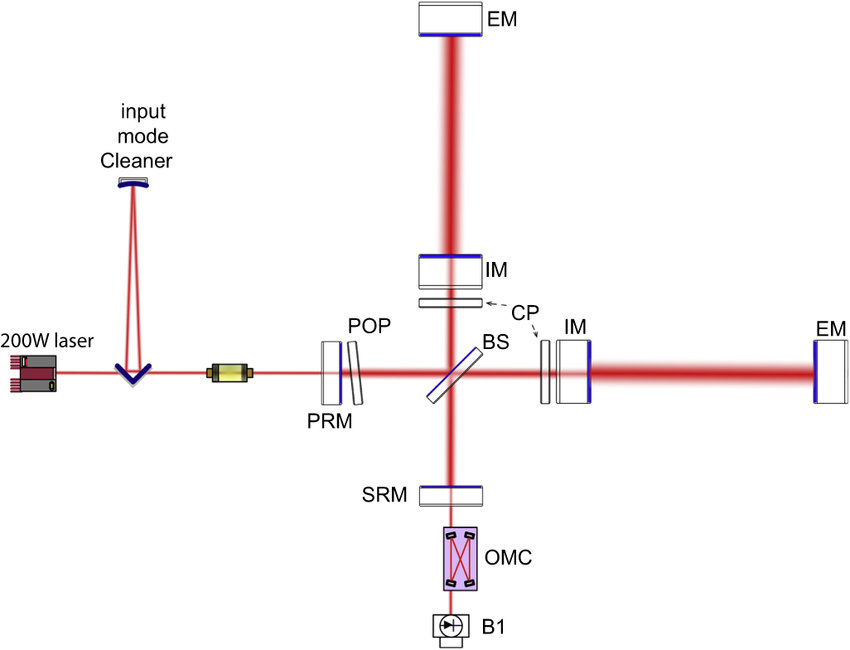 EM
input
mode
Cleaner
IM
CP
200W laser
POP
BS
IM
EM
PRM
SRM
OMC
B1